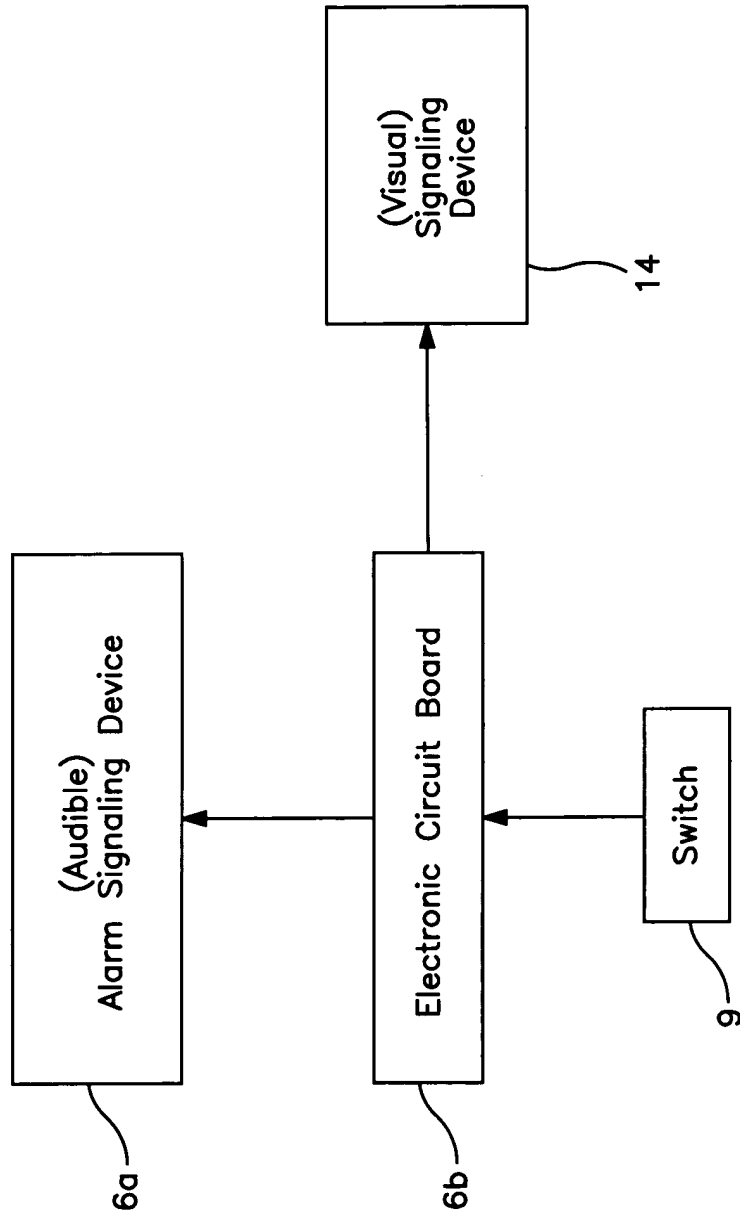 (Audible)
Alarm Signaling Device
6a
Electronic Circuit Board
6b
Switch
9
(Visual)
Signaling
Device
14